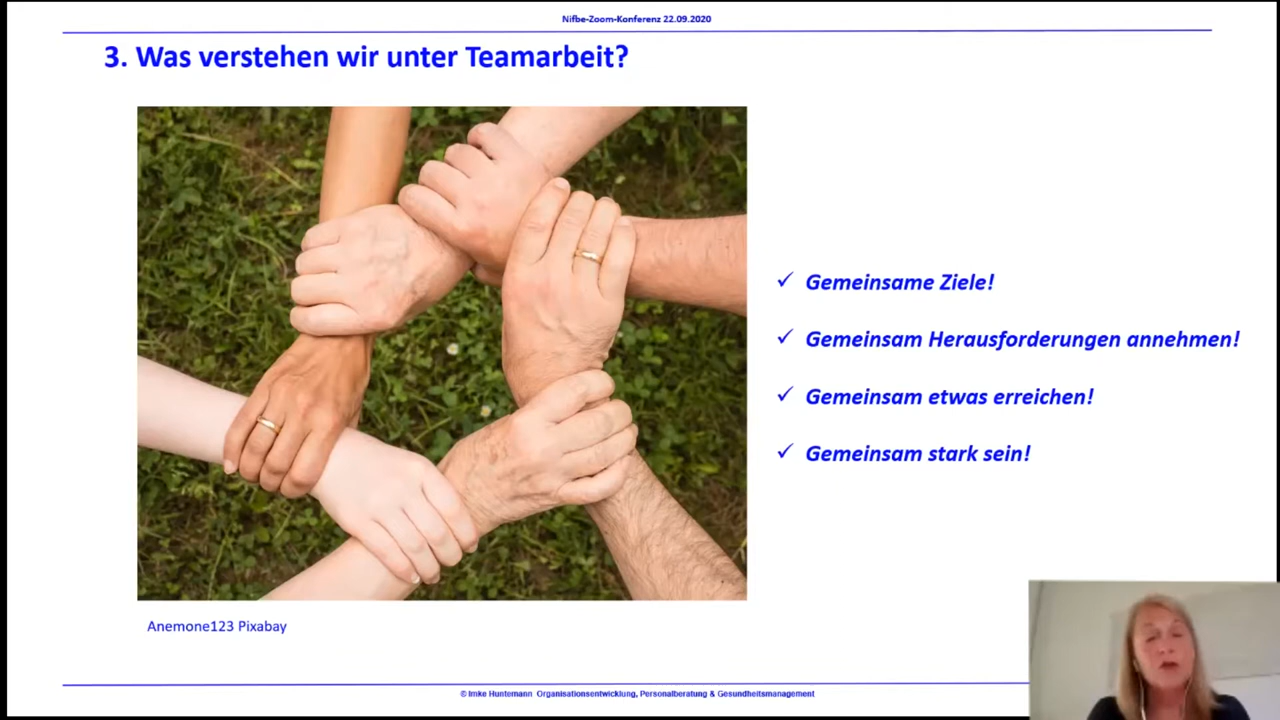 Nifbe-Zoom-Konferenz 22.09.2020
3. Was verstehen wir unter Teamarbeit?
✓ Gemeinsame Ziele!
✓ Gemeinsam Herausforderungen annehmen!
✓ Gemeinsam etwas erreichen!
✓ Gemeinsam stark sein!
Anemone123 Pixabay
© Imke Huntemann Organisationsentwicklung, Personalberatung & Gesundheitsmanagement